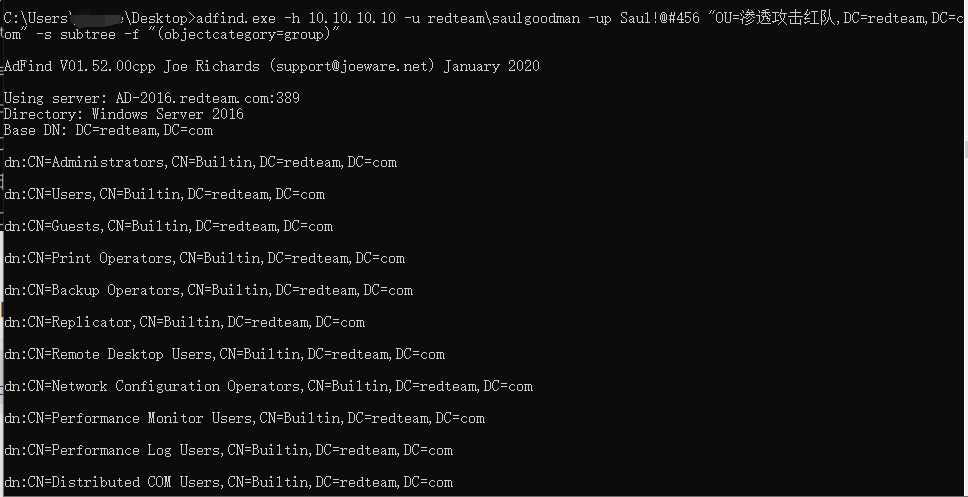 C:\Users\ \Desktop>adfind.exe -h 10.10.10.10 -u redteam\saulgoodman -up Saul!@#456 "OU=渗透攻击红队,DC=redteam,DC=c
om" -s subtree -f "(objectcategory=group)"
AdFind V01.52.00cpp Joe Richards (support@joeware.net) January 2020
Using server: AD-2016.redteam.com:389
Directory: Windows Server 2016
Base DN: DC=redteam,DC=com
dn:CN=Administrators,CN=Builtin,DC=redteam,DC=com
dn:CN=Users,CN=Builtin,DC=redteam,DC=com
dn:CN=Guests,CN=Builtin,DC=redteam,DC=com
dn:CN=Print Operators,CN=Builtin,DC=redteam,DC=com
dn:CN=Backup Operators,CN=Builtin,DC=redteam,DC=com
dn:CN=Replicator,CN=Builtin,DC=redteam,DC=com
dn:CN=Remote Desktop Users,CN=Builtin,DC=redteam,DC=com
dn:CN=Network Configuration Operators,CN=Builtin,DC=redteam,DC=com
dn:CN=Performance Monitor Users,CN=Builtin,DC=redteam,DC=com
dn:CN=Performance Log Users,CN=Builtin,DC=redteam,DC=com
dn:CN=Distributed COM Users,CN=Builtin,DC=redteam,DC=com